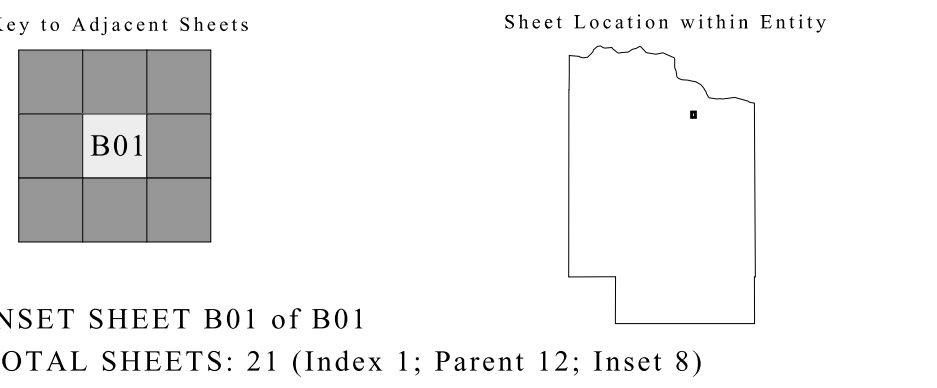 ey to Adjacent Sheets
Sheet Location within Entity
B01
NSET SHEET B01 of B01
OTAL SHEETS: 21 (Index 1; Parent 12; Inset 8)